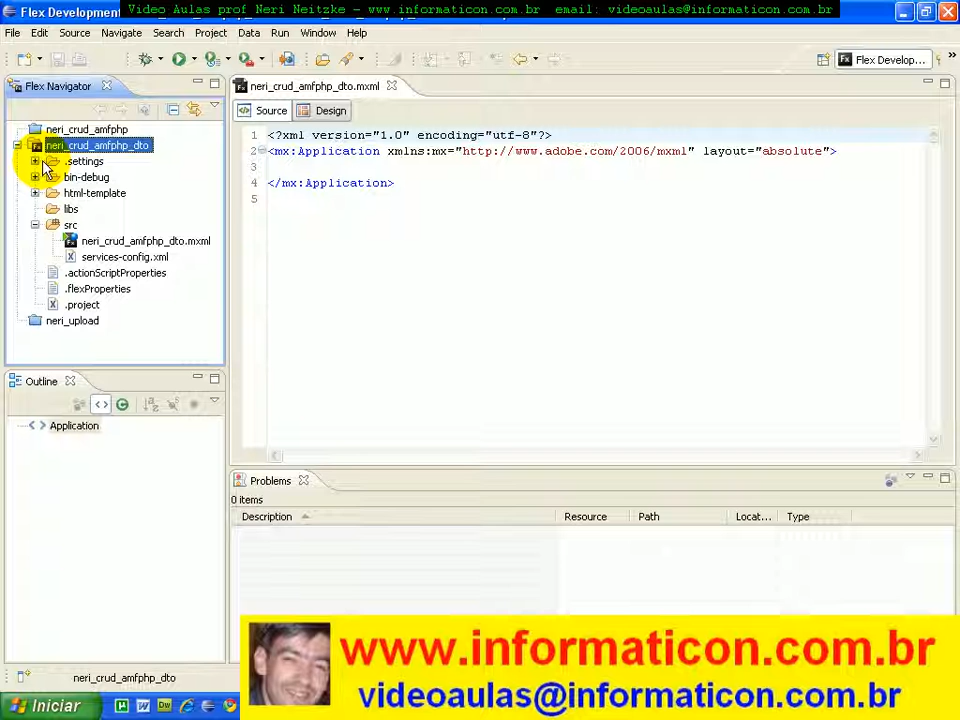 Flex Development
Video Aulas prof Neri Neitzke - www.informaticon.com.br email: videoaulas@informaticon.com.br
File Edit Source Navigate Search Project Data Run Window Help
Flex Develop...
Flex Navigator
neri_crud_amfphp
neri_crud_amfphp_dto
.settings
bin-debug
html-template
libs
src
neri_crud_amfphp_dto.mxml
services-config.xml
.actionScriptProperties
.flexProperties
.project
neri_upload
neri_crud_amfphp_dto.mxml
Source Design
1 <?xml version="1.0" encoding="utf-8"?>
2 <mx:Application xmlns:mx="http://www.adobe.com/2006/mxml" layout="absolute">
3
4 </mx:Application>
5
Outline
Application
Problems
0 items
Description Resource Path Locat... Type
www.informaticon.com.br
videoaulas@informaticon.com.br
neri_crud_amfphp_dto
Iniciar